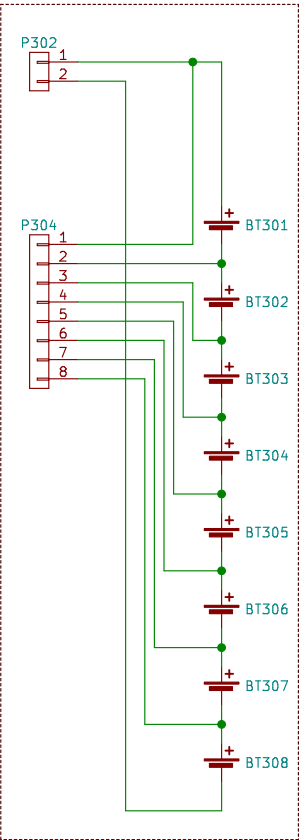 P302
1
2
P304
1
2
3
4
5
6
7
8
+
BT301
+
BT302
+
BT303
+
BT304
+
BT305
+
BT306
+
BT307
+
BT308